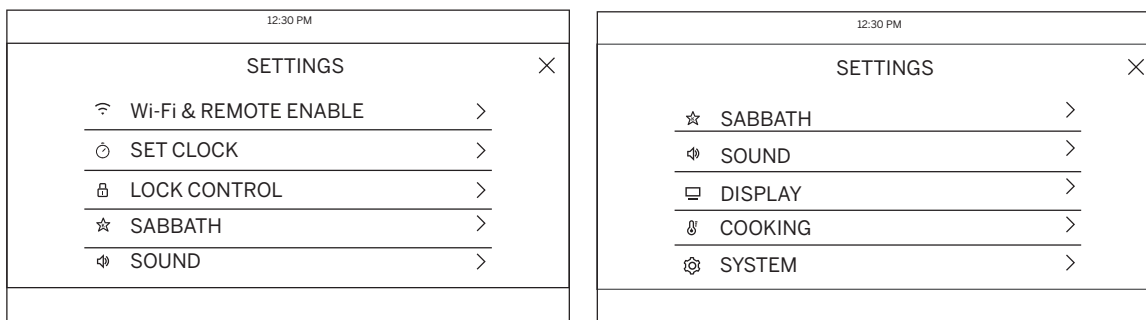 12:30 PM
SETTINGS
Wi-Fi & REMOTE ENABLE
SET CLOCK
LOCK CONTROL
SABBATH
SOUND
12:30 PM
SETTINGS
SABBATH
SOUND
DISPLAY
COOKING
SYSTEM